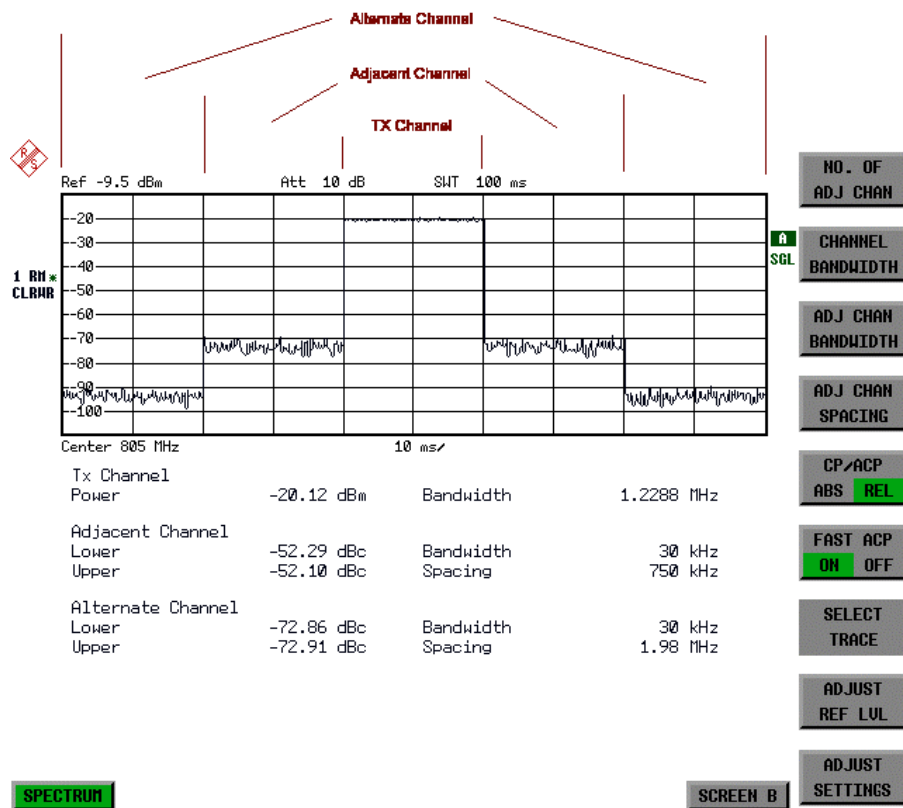 Alternate Channel
Adjacent Channel
TX Channel
R S
Ref -9.5 dBm Att 10 dB SWT 100 ms
-20
-30
-40
-50
-60
-70
-80
-90
-100
1 RM*
CLRWR
A
SGL
Center 805 MHz 10 ms/
Tx Channel
Power -20.12 dBm Bandwidth 1.2288 MHz
Adjacent Channel
Lower -52.29 dBc Bandwidth 30 kHz
Upper -52.10 dBc Spacing 750 kHz
Alternate Channel
Lower -72.86 dBc Bandwidth 30 kHz
Upper -72.91 dBc Spacing 1.98 MHz
NO. OF
ADJ CHAN
CHANNEL
BANDWIDTH
ADJ CHAN
BANDWIDTH
ADJ CHAN
SPACING
CP/ACP
ABS REL
FAST ACP
ON OFF
SELECT
TRACE
ADJUST
REF LVL
ADJUST
SETTINGS
SPECTRUM
SCREEN B